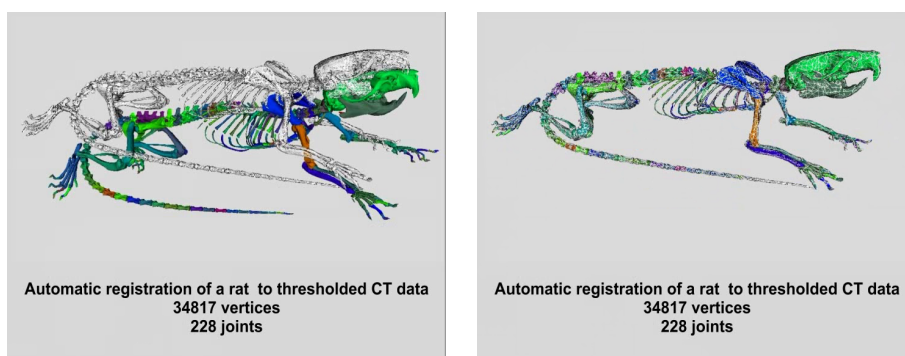 Automatic registration of a rat to thresholded CT data
34817 vertices
228 joints
Automatic registration of a rat to thresholded CT data
34817 vertices
228 joints